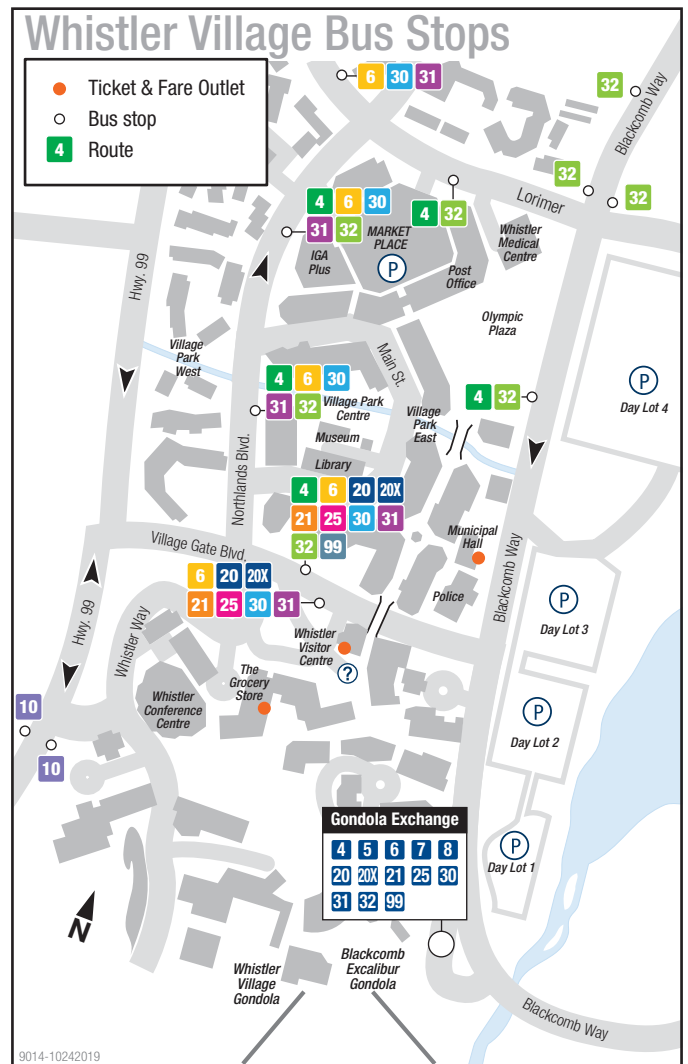 Whistler Village Bus Stops
Ticket & Fare Outlet
Bus stop
4 Route
6 30 31
32
Blackcomb Way
32
32
Lorimer
4 6 30
31 32
MARKET
PLACE
P
IGA
Plus
4 32
Post
Office
Whistler
Medical
Centre
Olympic
Plaza
Hwy. 99
Village
Park
West
Main St.
P
Day Lot 4
4 6 30
31 32
Village Park
Centre
Museum
Library
Village
Park
East
4 32
Northlands Blvd.
4 6 20 20X
21 25 30 31
32 99
Village Gate Blvd.
Municipal
Hall
Police
Blackcomb Way
P
Day Lot 3
6 20 20X
21 25 30 31
Hwy. 99
Whistler Way
Whistler
Visitor
Centre
?
The
Grocery
Store
Whistler
Conference
Centre
P
Day Lot 2
10
10
Gondola Exchange
4 5 6 7 8
20 20X 21 25 30
31 32 99
P
Day Lot 1
N
Whistler
Village
Gondola
Blackcomb
Excalibur
Gondola
Blackcomb Way
9014-10242019